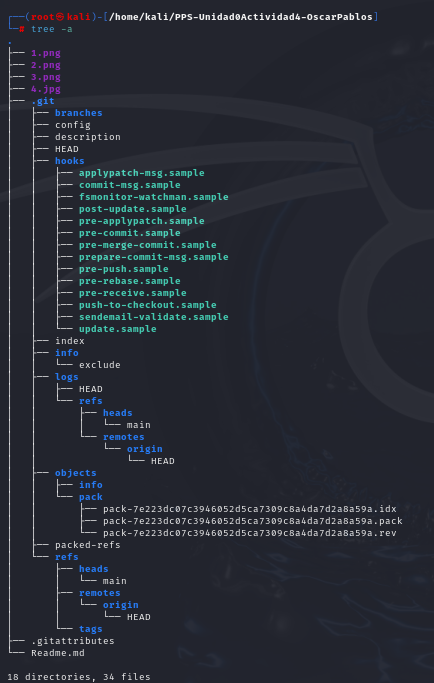 ┌──(root㉿kali)-[/home/kali/PPS-Unidad0Actividad4-OscarPablos]
└─# tree -a
.
├── 1.png
├── 2.png
├── 3.png
├── 4.jpg
├── .git
│   ├── branches
│   ├── config
│   ├── description
│   ├── HEAD
│   ├── hooks
│   │   ├── applypatch-msg.sample
│   │   ├── commit-msg.sample
│   │   ├── fsmonitor-watchman.sample
│   │   ├── post-update.sample
│   │   ├── pre-applypatch.sample
│   │   ├── pre-commit.sample
│   │   ├── pre-merge-commit.sample
│   │   ├── prepare-commit-msg.sample
│   │   ├── pre-push.sample
│   │   ├── pre-rebase.sample
│   │   ├── pre-receive.sample
│   │   ├── push-to-checkout.sample
│   │   ├── sendemail-validate.sample
│   │   └── update.sample
│   ├── index
│   ├── info
│   │   └── exclude
│   ├── logs
│   │   ├── HEAD
│   │   └── refs
│   │       ├── heads
│   │       │   └── main
│   │       └── remotes
│   │           └── origin
│   │               └── HEAD
│   ├── objects
│   │   ├── info
│   │   └── pack
│   │       ├── pack-7e223dc07c3946052d5ca7309c8a4da7d2a8a59a.idx
│   │       ├── pack-7e223dc07c3946052d5ca7309c8a4da7d2a8a59a.pack
│   │       └── pack-7e223dc07c3946052d5ca7309c8a4da7d2a8a59a.rev
│   ├── packed-refs
│   └── refs
│       ├── heads
│       │   └── main
│       ├── remotes
│       │   └── origin
│       │       └── HEAD
│       └── tags
├── .gitattributes
└── Readme.md

18 directories, 34 files